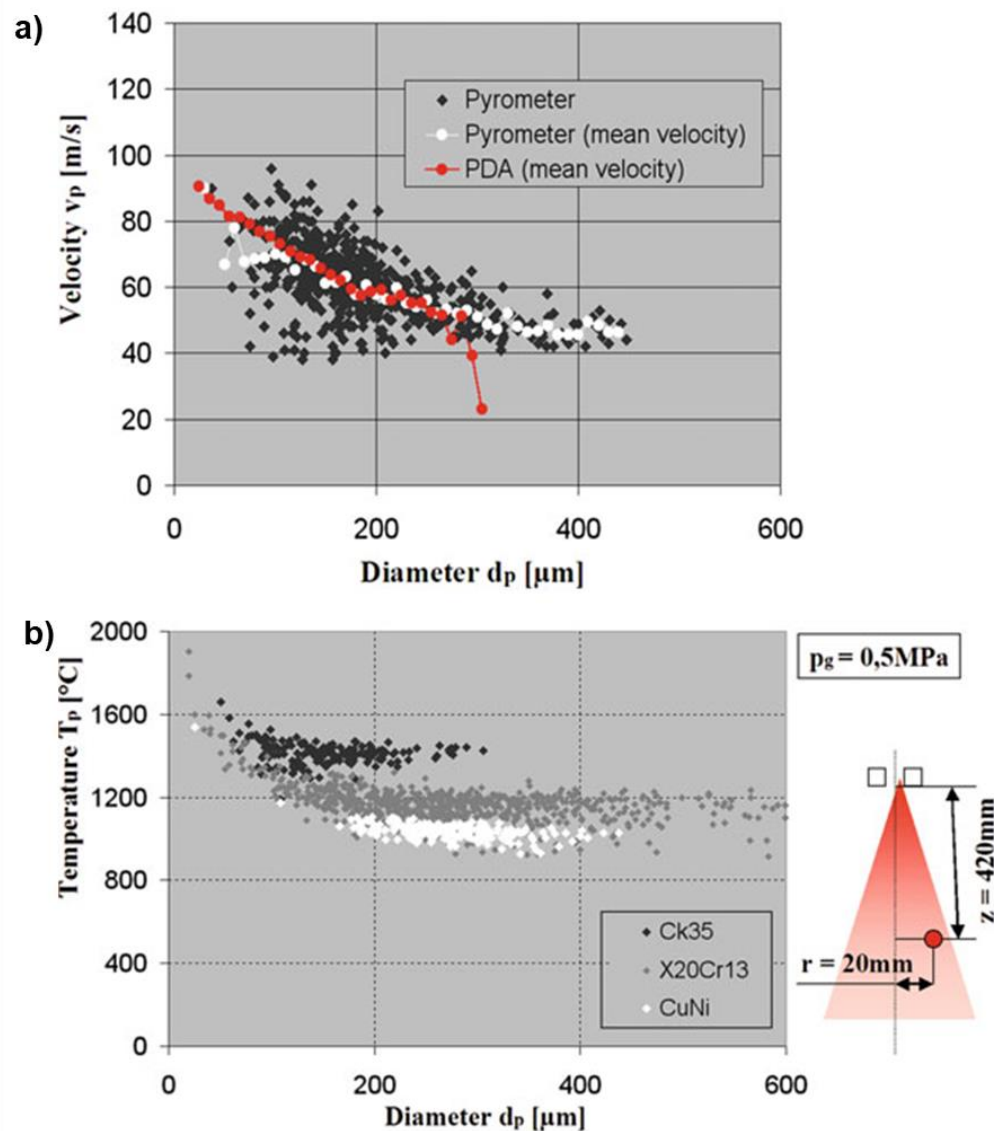 a)
140
120
100
80
60
40
20
0
Velocity vp [m/s]
Pyrometer
Pyrometer (mean velocity)
PDA (mean velocity)
0 200 400 600
Diameter dp [µm]
b)
2000
1600
1200
800
400
0
Temperature Tp [°C]
Ck35
X20Cr13
CuNi
0 200 400 600
Diameter dp [µm]
pg = 0,5MPa
z = 420mm
r = 20mm